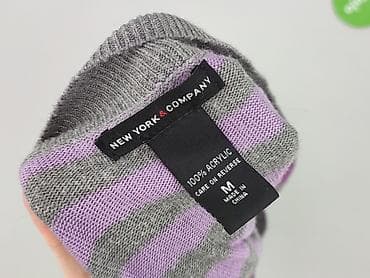 NEW YORK & COMPANY
100% ACRYLIC
CARE ON REVERSE
M
MADE IN
CHINA